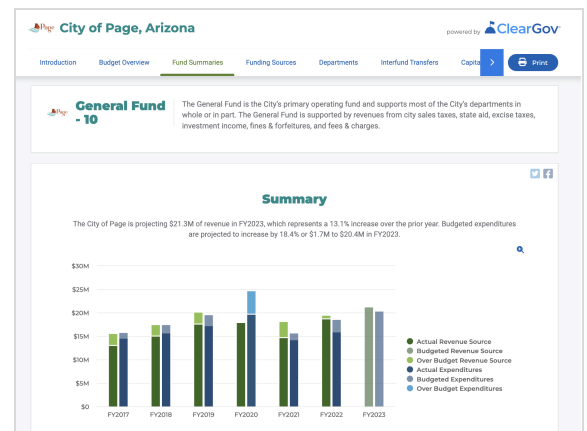 Page City of Page, Arizona
powered by ClearGov
Introduction Budget Overview Fund Summaries Funding Sources Departments Interfund Transfers Capita > Print
Page General Fund - 10
The General Fund is the City's primary operating fund and supports most of the City's departments in
whole or in part. The General Fund is supported by revenues from city sales taxes, state aid, excise taxes,
investment income, fines & forfeitures, and fees & charges.
Summary
The City of Page is projecting $21.3M of revenue in FY2023, which represents a 13.1% increase over the prior year. Budgeted expenditures
are projected to increase by 18.4% or $1.7M to $20.4M in FY2023.
$30M
$25M
$20M
$15M
$10M
$5M
$0
FY2017 FY2018 FY2019 FY2020 FY2021 FY2022 FY2023
Actual Revenue Source
Budgeted Revenue Source
Over Budget Revenue Source
Actual Expenditures
Budgeted Expenditures
Over Budget Expenditures